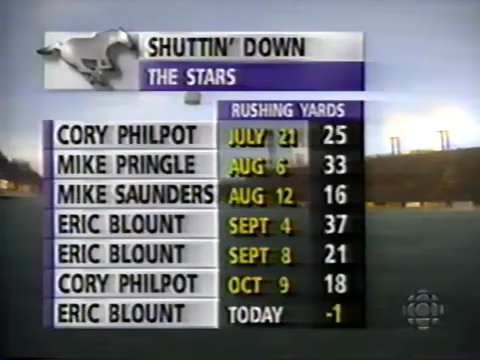 SHUTTIN' DOWN
THE STARS
RUSHING YARDS
CORY PHILPOT JULY 21 25
MIKE PRINGLE AUG 6 33
MIKE SAUNDERS AUG 12 16
ERIC BLOUNT SEPT 4 37
ERIC BLOUNT SEPT 8 21
CORY PHILPOT OCT 9 18
ERIC BLOUNT TODAY -1